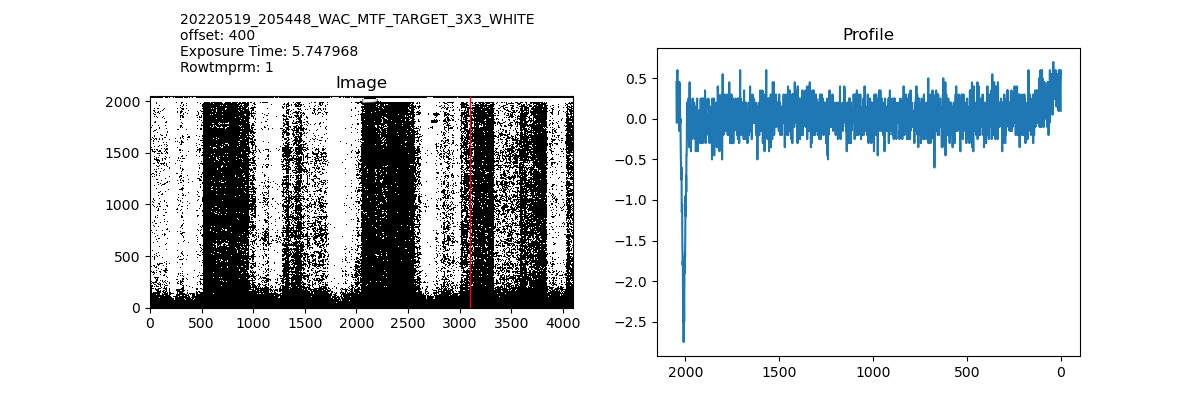 20220519_205448_WAC_MTF_TARGET_3X3_WHITE
offset: 400
Exposure Time: 5.747968
Rowtmprm: 1
Image
2000
1500
1000
500
0
0 500 1000 1500 2000 2500 3000 3500 4000
Profile
0.5
0.0
−0.5
−1.0
−1.5
−2.0
−2.5
2000 1500 1000 500 0